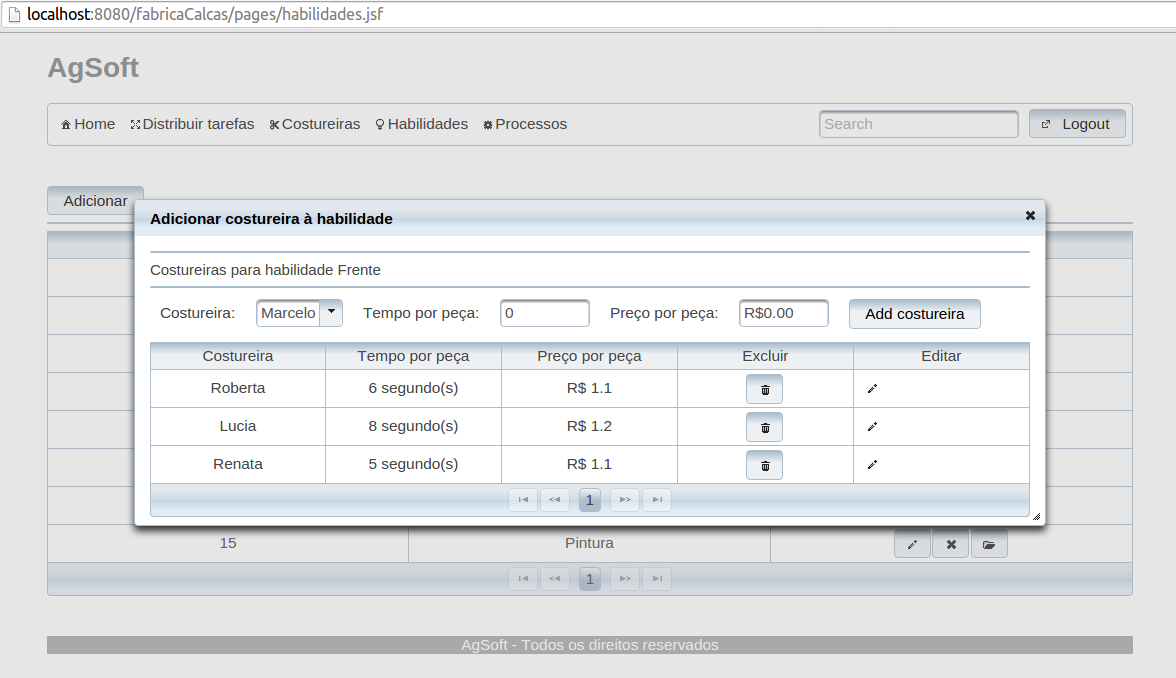 localhost:8080/fabricaCalcas/pages/habilidades.jsf
AgSoft
Home Distribuir tarefas Costureiras Habilidades Processos Search Logout
Adicionar
Adicionar costureira à habilidade
Costureiras para habilidade Frente
Costureira: Marcelo Tempo por peça: 0 Preço por peça: R$0.00 Add costureira
Costureira Tempo por peça Preço por peça Excluir Editar
Roberta 6 segundo(s) R$ 1.1
Lucia 8 segundo(s) R$ 1.2
Renata 5 segundo(s) R$ 1.1
1
15 Pintura
1
AgSoft - Todos os direitos reservados